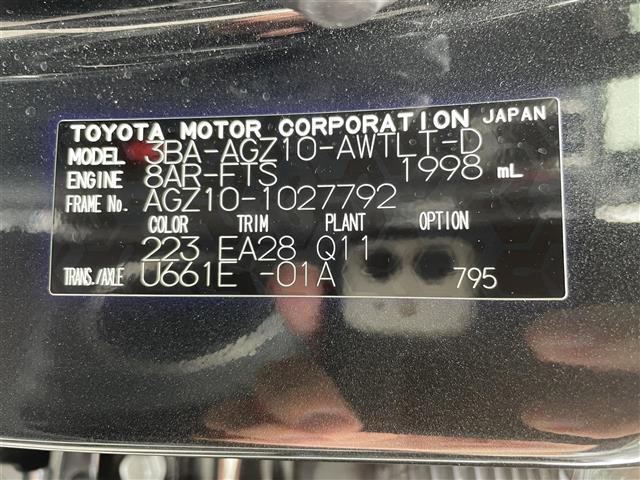 TOYOTA MOTOR CORPORATION JAPAN
MODEL 3BA-AGZ10-AWTLT-D
ENGINE 8AR-FTS 1998 mL
FRAME No. AGZ10-1027792
COLOR TRIM PLANT OPTION
223 EA28 Q11
TRANS./AXLE U661E -01A 795